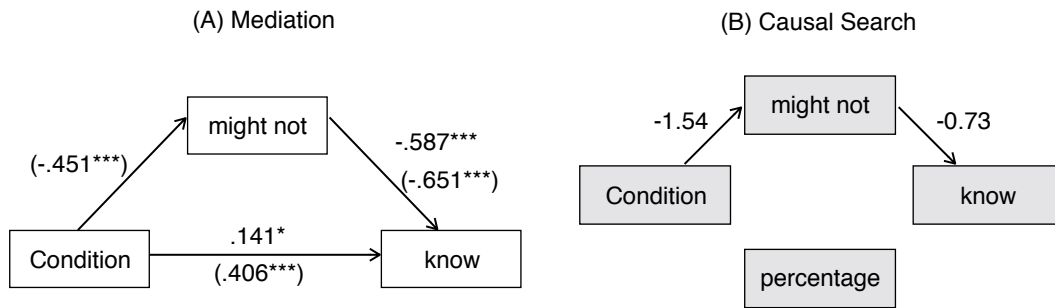 (A) Mediation
might not
(-.451***)
-.587***
(-.651***)
Condition
.141*
(.406***)
know
(B) Causal Search
might not
-1.54
-0.73
Condition
know
percentage